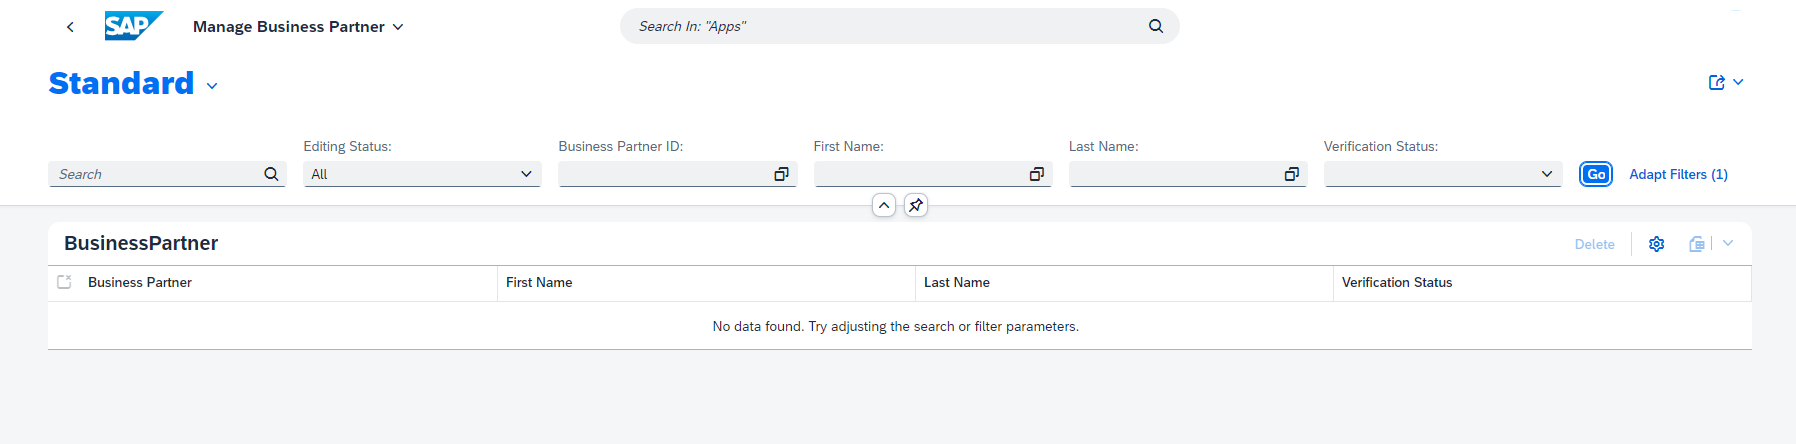 SAP
Manage Business Partner
Search In: "Apps"
Standard
Editing Status:
Business Partner ID:
First Name:
Last Name:
Verification Status:
Search
All
Go
Adapt Filters (1)
BusinessPartner
Delete
Business Partner
First Name
Last Name
Verification Status
No data found. Try adjusting the search or filter parameters.